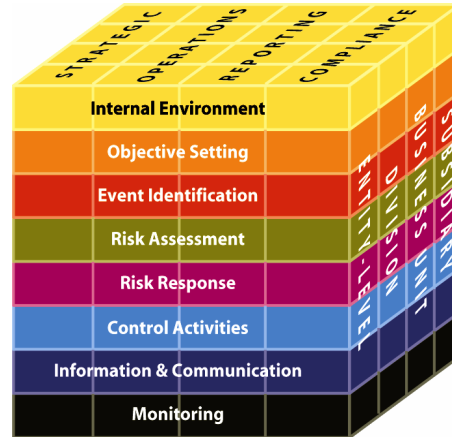 STRATEGIC
OPERATIONS
REPORTING
COMPLIANCE
Internal Environment
Objective Setting
Event Identification
Risk Assessment
Risk Response
Control Activities
Information & Communication
Monitoring
ENTITY-LEVEL
DIVISION
BUSINESS UNIT
SUBSIDIARY